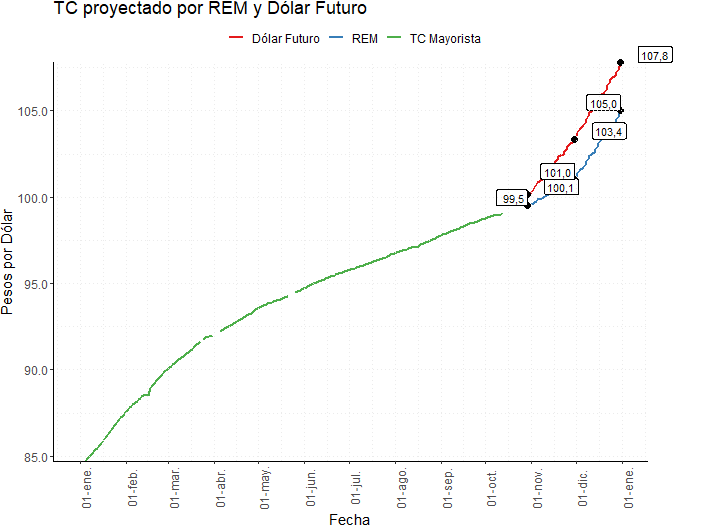 TC proyectado por REM y Dólar Futuro
Dólar Futuro REM TC Mayorista
107,8
105,0
103,4
101,0
100,1
99,5
105.0
100.0
95.0
90.0
85.0
Pesos por Dólar
01-ene. 01-feb. 01-mar. 01-abr. 01-may. 01-jun. 01-jul. 01-ago. 01-sep. 01-oct. 01-nov. 01-dic. 01-ene.
Fecha